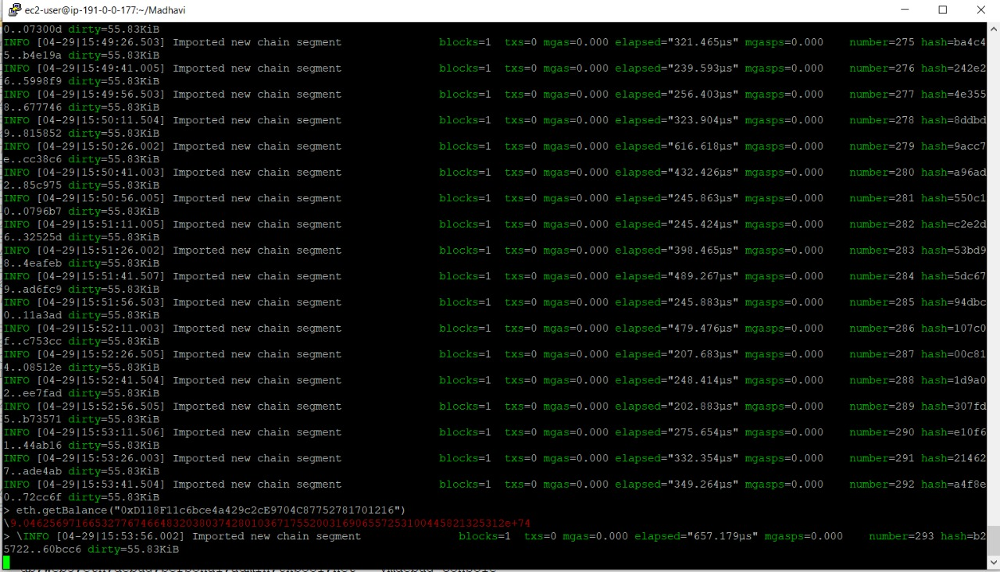 ec2-user@ip-191-0-0-177:~/Madhavi
0..07300d dirty=55.83KiB
INFO [04-29|15:49:26.503] Imported new chain segment blocks=1 txs=0 mgas=0.000 elapsed="321.465µs" mgasps=0.000 number=275 hash=ba4c4
5..b4e19a dirty=55.83KiB
INFO [04-29|15:49:41.005] Imported new chain segment blocks=1 txs=0 mgas=0.000 elapsed="239.593µs" mgasps=0.000 number=276 hash=242e2
6..5998f9 dirty=55.83KiB
INFO [04-29|15:49:56.503] Imported new chain segment blocks=1 txs=0 mgas=0.000 elapsed="256.403µs" mgasps=0.000 number=277 hash=4e355
8..677746 dirty=55.83KiB
INFO [04-29|15:50:11.504] Imported new chain segment blocks=1 txs=0 mgas=0.000 elapsed="323.904µs" mgasps=0.000 number=278 hash=8ddbd
9..815852 dirty=55.83KiB
INFO [04-29|15:50:26.002] Imported new chain segment blocks=1 txs=0 mgas=0.000 elapsed="616.618µs" mgasps=0.000 number=279 hash=9acc7
e..cc38c6 dirty=55.83KiB
INFO [04-29|15:50:41.003] Imported new chain segment blocks=1 txs=0 mgas=0.000 elapsed="432.426µs" mgasps=0.000 number=280 hash=a96ad
2..85c975 dirty=55.83KiB
INFO [04-29|15:50:56.005] Imported new chain segment blocks=1 txs=0 mgas=0.000 elapsed="245.863µs" mgasps=0.000 number=281 hash=550c1
0..0796b7 dirty=55.83KiB
INFO [04-29|15:51:11.005] Imported new chain segment blocks=1 txs=0 mgas=0.000 elapsed="245.424µs" mgasps=0.000 number=282 hash=c2e2d
6..32525d dirty=55.83KiB
INFO [04-29|15:51:26.002] Imported new chain segment blocks=1 txs=0 mgas=0.000 elapsed="398.465µs" mgasps=0.000 number=283 hash=53bd9
8..4eafeb dirty=55.83KiB
INFO [04-29|15:51:41.507] Imported new chain segment blocks=1 txs=0 mgas=0.000 elapsed="489.267µs" mgasps=0.000 number=284 hash=5dc67
9..ad6fc9 dirty=55.83KiB
INFO [04-29|15:51:56.503] Imported new chain segment blocks=1 txs=0 mgas=0.000 elapsed="245.883µs" mgasps=0.000 number=285 hash=94dbc
0..11a3ad dirty=55.83KiB
INFO [04-29|15:52:11.003] Imported new chain segment blocks=1 txs=0 mgas=0.000 elapsed="479.476µs" mgasps=0.000 number=286 hash=107c0
f..c753cc dirty=55.83KiB
INFO [04-29|15:52:26.505] Imported new chain segment blocks=1 txs=0 mgas=0.000 elapsed="207.683µs" mgasps=0.000 number=287 hash=00c81
4..08512e dirty=55.83KiB
INFO [04-29|15:52:41.504] Imported new chain segment blocks=1 txs=0 mgas=0.000 elapsed="248.414µs" mgasps=0.000 number=288 hash=1d9a0
2..ee7fad dirty=55.83KiB
INFO [04-29|15:52:56.505] Imported new chain segment blocks=1 txs=0 mgas=0.000 elapsed="202.883µs" mgasps=0.000 number=289 hash=307fd
5..b73571 dirty=55.83KiB
INFO [04-29|15:53:11.506] Imported new chain segment blocks=1 txs=0 mgas=0.000 elapsed="275.654µs" mgasps=0.000 number=290 hash=e10f6
1..44ab16 dirty=55.83KiB
INFO [04-29|15:53:26.003] Imported new chain segment blocks=1 txs=0 mgas=0.000 elapsed="332.354µs" mgasps=0.000 number=291 hash=21462
7..ade4ab dirty=55.83KiB
INFO [04-29|15:53:41.504] Imported new chain segment blocks=1 txs=0 mgas=0.000 elapsed="349.264µs" mgasps=0.000 number=292 hash=a4f8e
0..72cc6f dirty=55.83KiB
> eth.getBalance("0xD118F11c6bce4a429c2cE9704C87752781701216")
\9.04625697166532776746648320380374280103671755200316906557253100445821325312e+74
> \INFO [04-29|15:53:56.002] Imported new chain segment blocks=1 txs=0 mgas=0.000 elapsed="657.179µs" mgasps=0.000 number=293 hash=b2
5722..60bcc6 dirty=55.83KiB